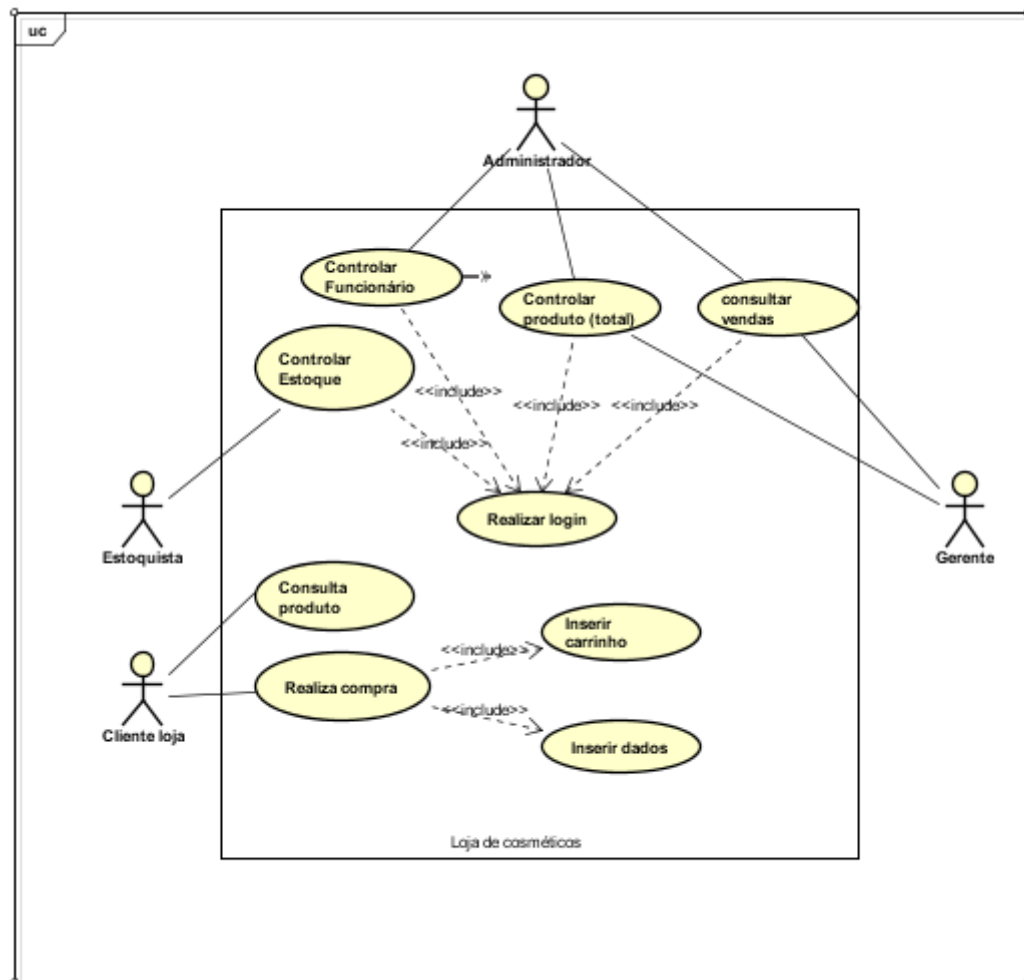 uc
Administrador
Controlar
Funcionário
Controlar
produto (total)
consultar
vendas
Controlar
Estoque
<<include>>
<<include>>
<<include>>
<<include>>
Realizar login
Estoquista
Gerente
Consulta
produto
Inserir
carrinho
<<include>>
Realiza compra
<<include>>
Cliente loja
Inserir dados
Loja de cosméticos